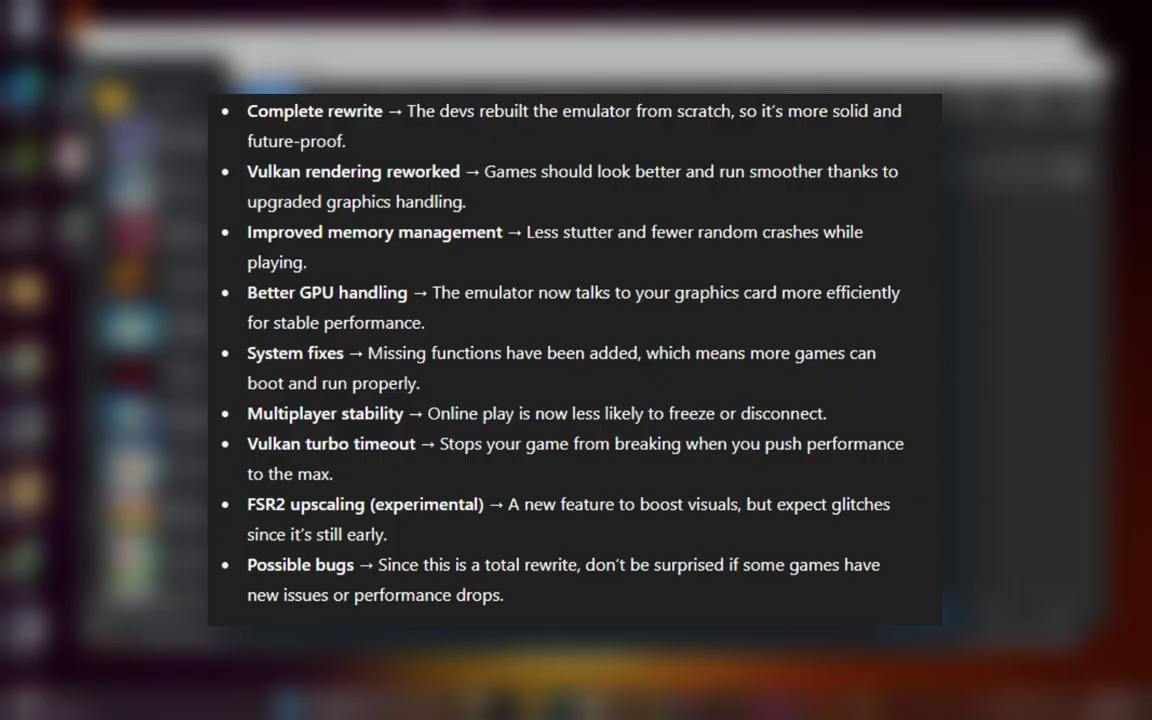 • Complete rewrite → The devs rebuilt the emulator from scratch, so it’s more solid and
future-proof.
• Vulkan rendering reworked → Games should look better and run smoother thanks to
upgraded graphics handling.
• Improved memory management → Less stutter and fewer random crashes while
playing.
• Better GPU handling → The emulator now talks to your graphics card more efficiently
for stable performance.
• System fixes → Missing functions have been added, which means more games can
boot and run properly.
• Multiplayer stability → Online play is now less likely to freeze or disconnect.
• Vulkan turbo timeout → Stops your game from breaking when you push performance
to the max.
• FSR2 upscaling (experimental) → A new feature to boost visuals, but expect glitches
since it’s still early.
• Possible bugs → Since this is a total rewrite, don’t be surprised if some games have
new issues or performance drops.